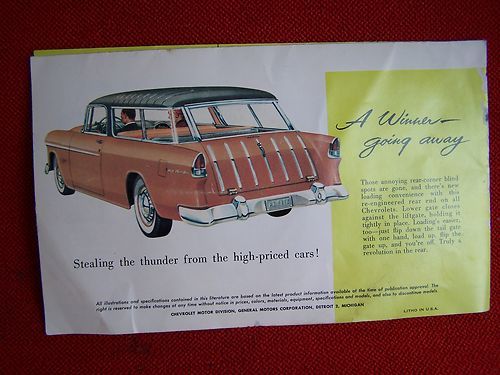 A Winner—
going away
Those annoying rear-corner blind
spots are gone, and there's new
loading convenience with this
re-engineered rear end on all
Chevrolets. Lower gate closes
against the liftgate, holding it
tightly in place. Loading's easier,
too—just flip down the tail gate
with one hand, load up, flip the
gate up, and you're off. Truly a
revolution in the rear.
Stealing the thunder from the high-priced cars!
All illustrations and specifications contained in this literature are based on the latest product information available at the time of publication approval. The
right is reserved to make changes at any time without notice in prices, colors, materials, equipment, specifications and models, and also to discontinue models.
CHEVROLET MOTOR DIVISION, GENERAL MOTORS CORPORATION, DETROIT 2, MICHIGAN
LITHO IN U.S.A.